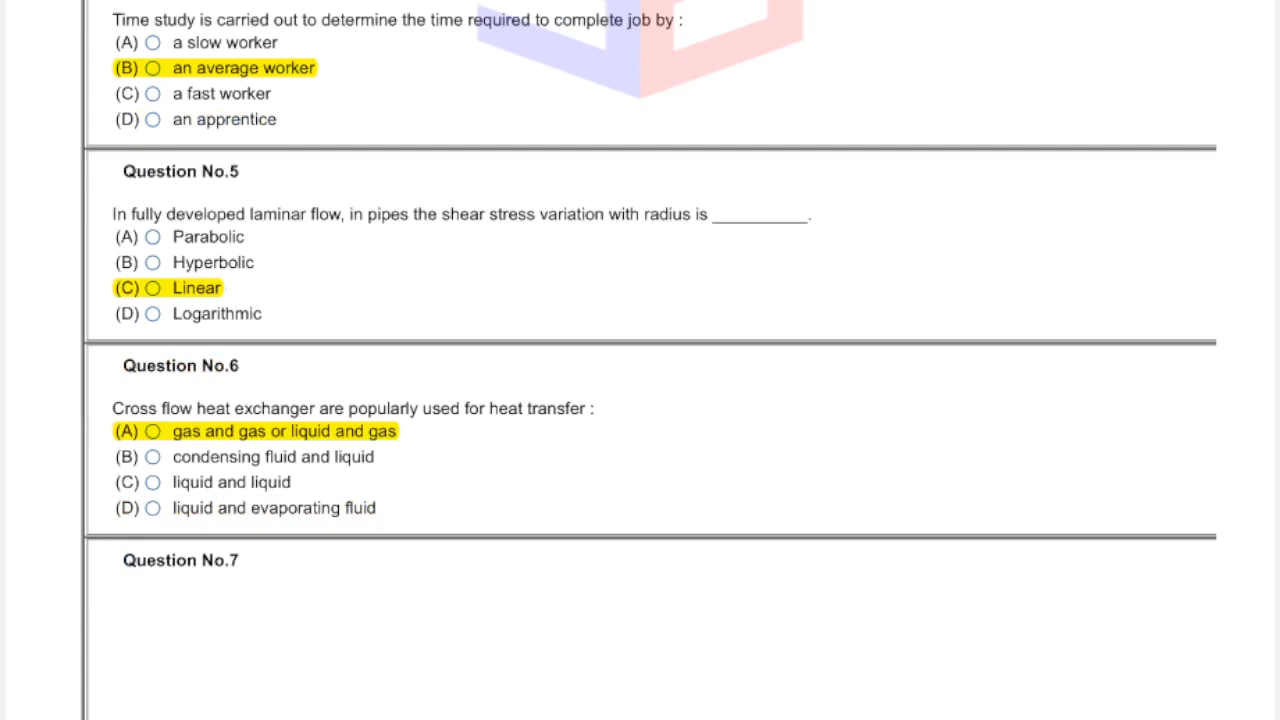 Time study is carried out to determine the time required to complete job by :
(A) a slow worker
(B) an average worker
(C) a fast worker
(D) an apprentice
Question No.5
In fully developed laminar flow, in pipes the shear stress variation with radius is __________.
(A) Parabolic
(B) Hyperbolic
(C) Linear
(D) Logarithmic
Question No.6
Cross flow heat exchanger are popularly used for heat transfer :
(A) gas and gas or liquid and gas
(B) condensing fluid and liquid
(C) liquid and liquid
(D) liquid and evaporating fluid
Question No.7